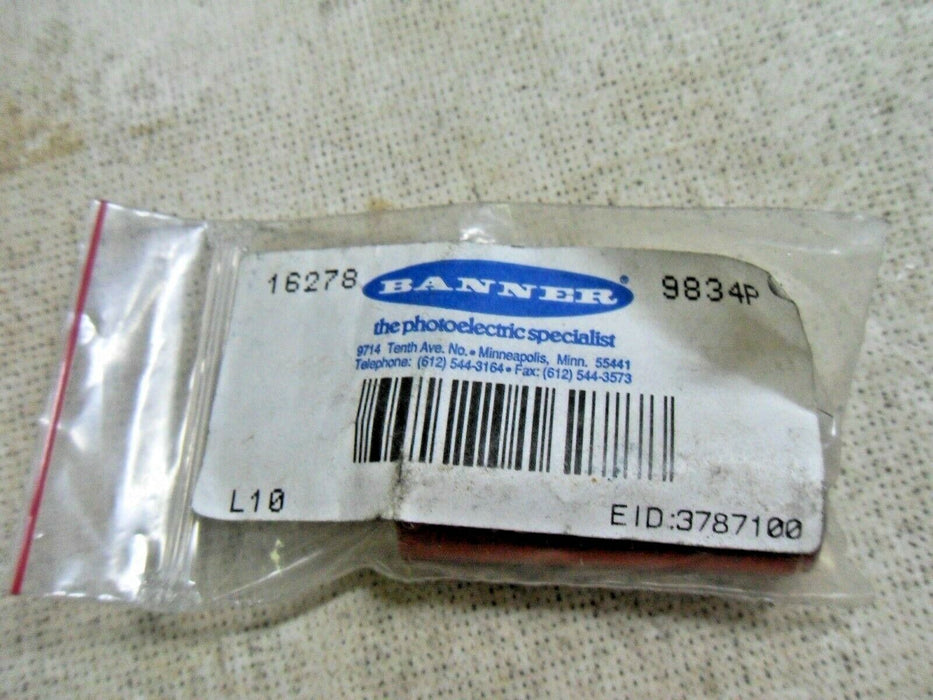 16278 BANNER® 9834P
the photoelectric specialist
9714 Tenth Ave. No. • Minneapolis, Minn. 55441
Telephone: (612) 544-3164 • Fax: (612) 544-3573
L10 EID:3787100